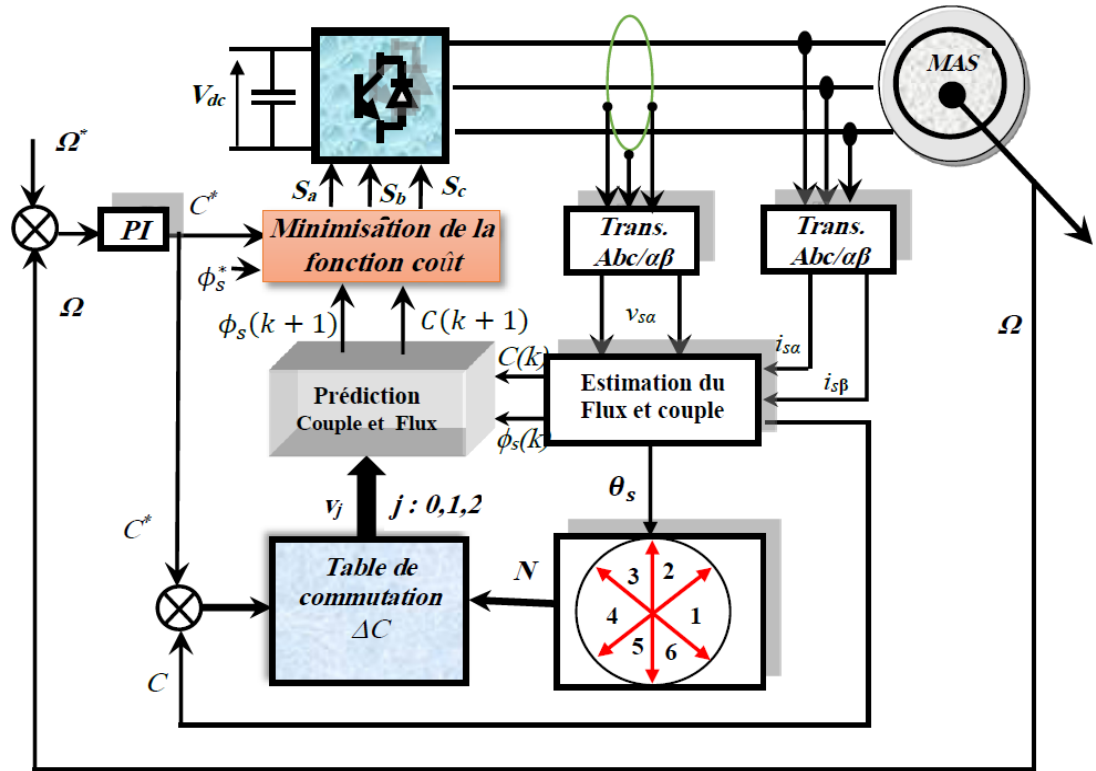 MAS
V_dc
Ω*
S_a
S_b
S_c
C*
PI
Minimisation de la
fonction coût
Trans.
Abc/αβ
Trans.
Abc/αβ
ϕ_s*
Ω
ϕ_s(k + 1)
C(k + 1)
v_sα
Ω
i_sα
C(k)
i_sβ
Prédiction
Couple et Flux
Estimation du
Flux et couple
ϕ_s(k)
θ_s
v_j
j : 0,1,2
C*
Table de
commutation
ΔC
N
3
2
4
1
5
6
C